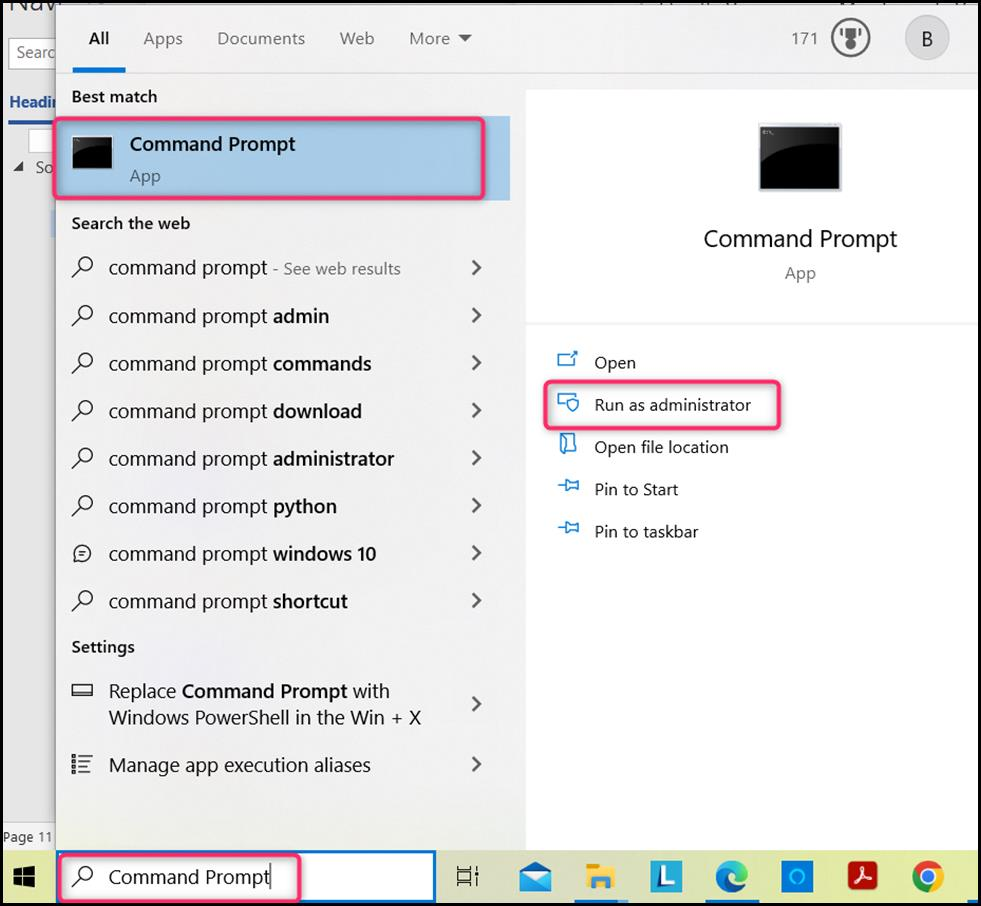 All Apps Documents Web More 171 B
Searc
Best match
Headin
Command Prompt
App
So
Search the web
command prompt - See web results
command prompt admin
command prompt commands
command prompt download
command prompt administrator
command prompt python
command prompt windows 10
command prompt shortcut
Settings
Replace Command Prompt with
Windows PowerShell in the Win + X
Manage app execution aliases
Command Prompt
App
Open
Run as administrator
Open file location
Pin to Start
Pin to taskbar
Page 11
Command Prompt
L